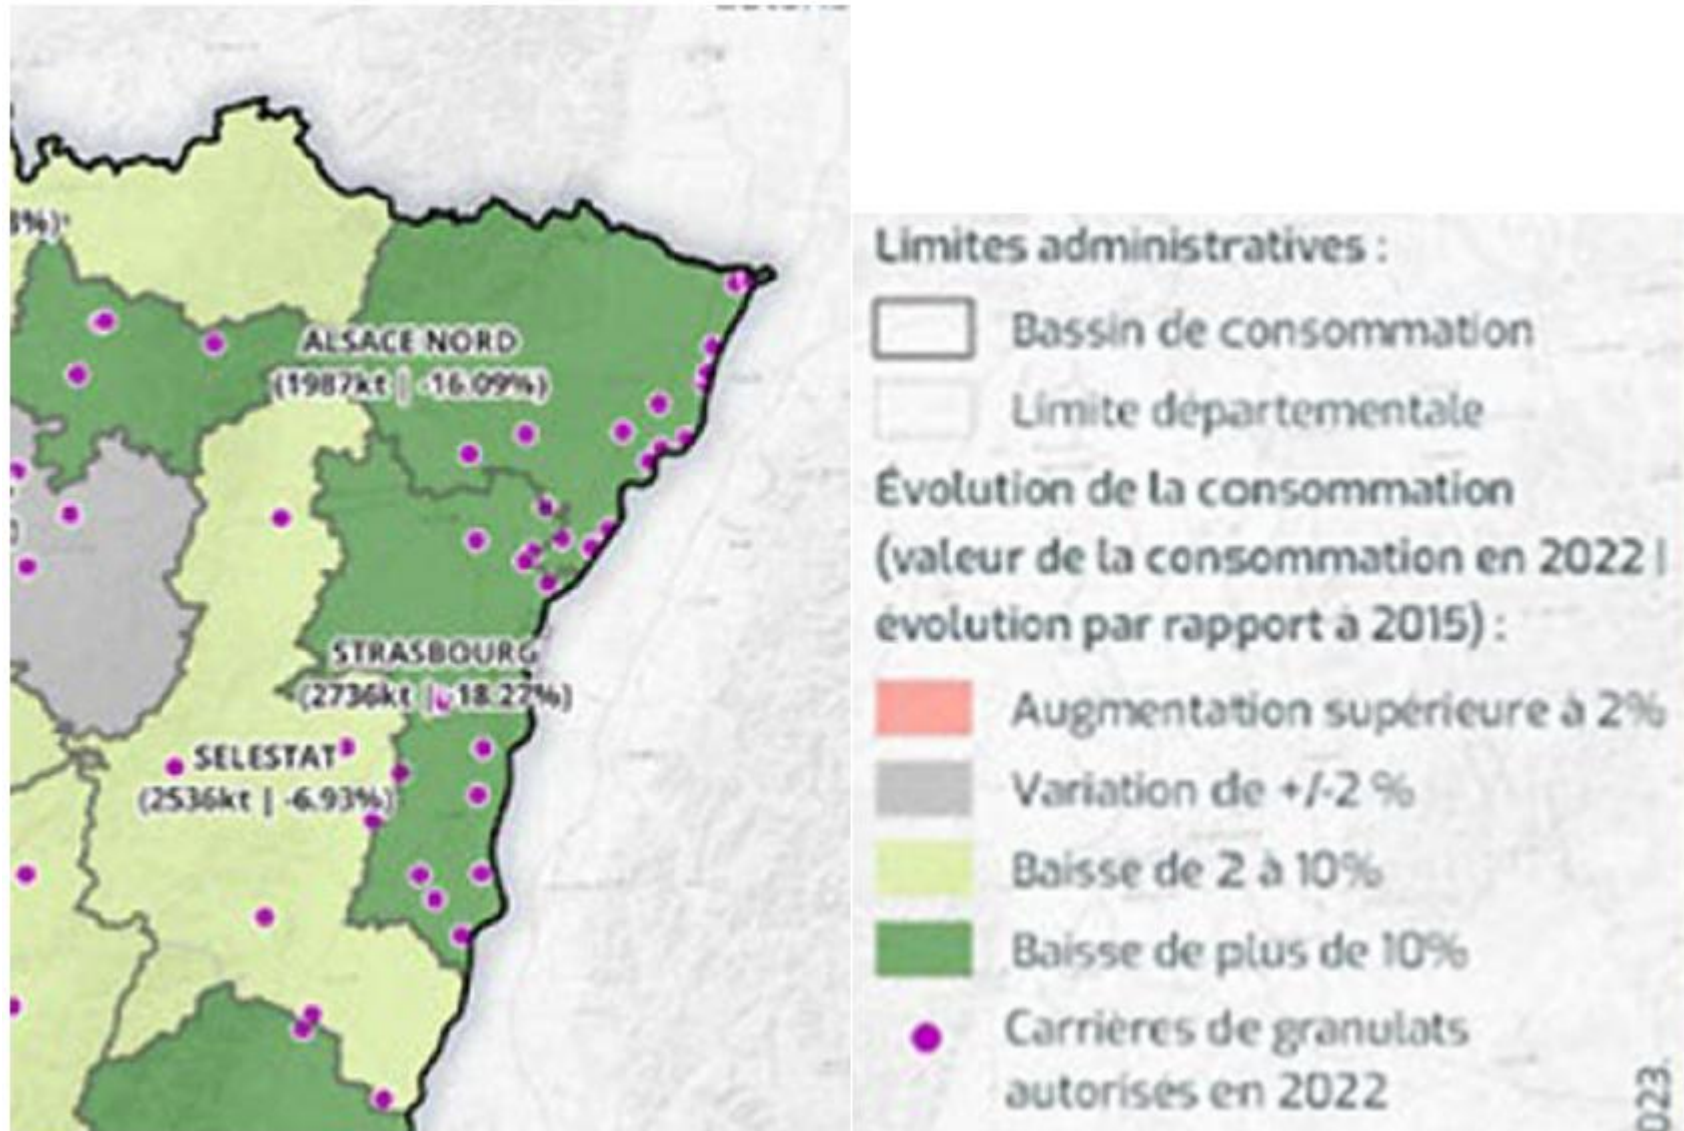 8%)
ALSACE NORD
(1987kt | -16.09%)
STRASBOURG
(2736kt | -18.27%)
SELESTAT
(2536kt | -6.93%)
Limites administratives :
Bassin de consommation
Limite départementale
Évolution de la consommation
(valeur de la consommation en 2022 |
évolution par rapport à 2015) :
Augmentation supérieure à 2%
Variation de +/-2 %
Baisse de 2 à 10%
Baisse de plus de 10%
Carrières de granulats
autorisés en 2022
023.